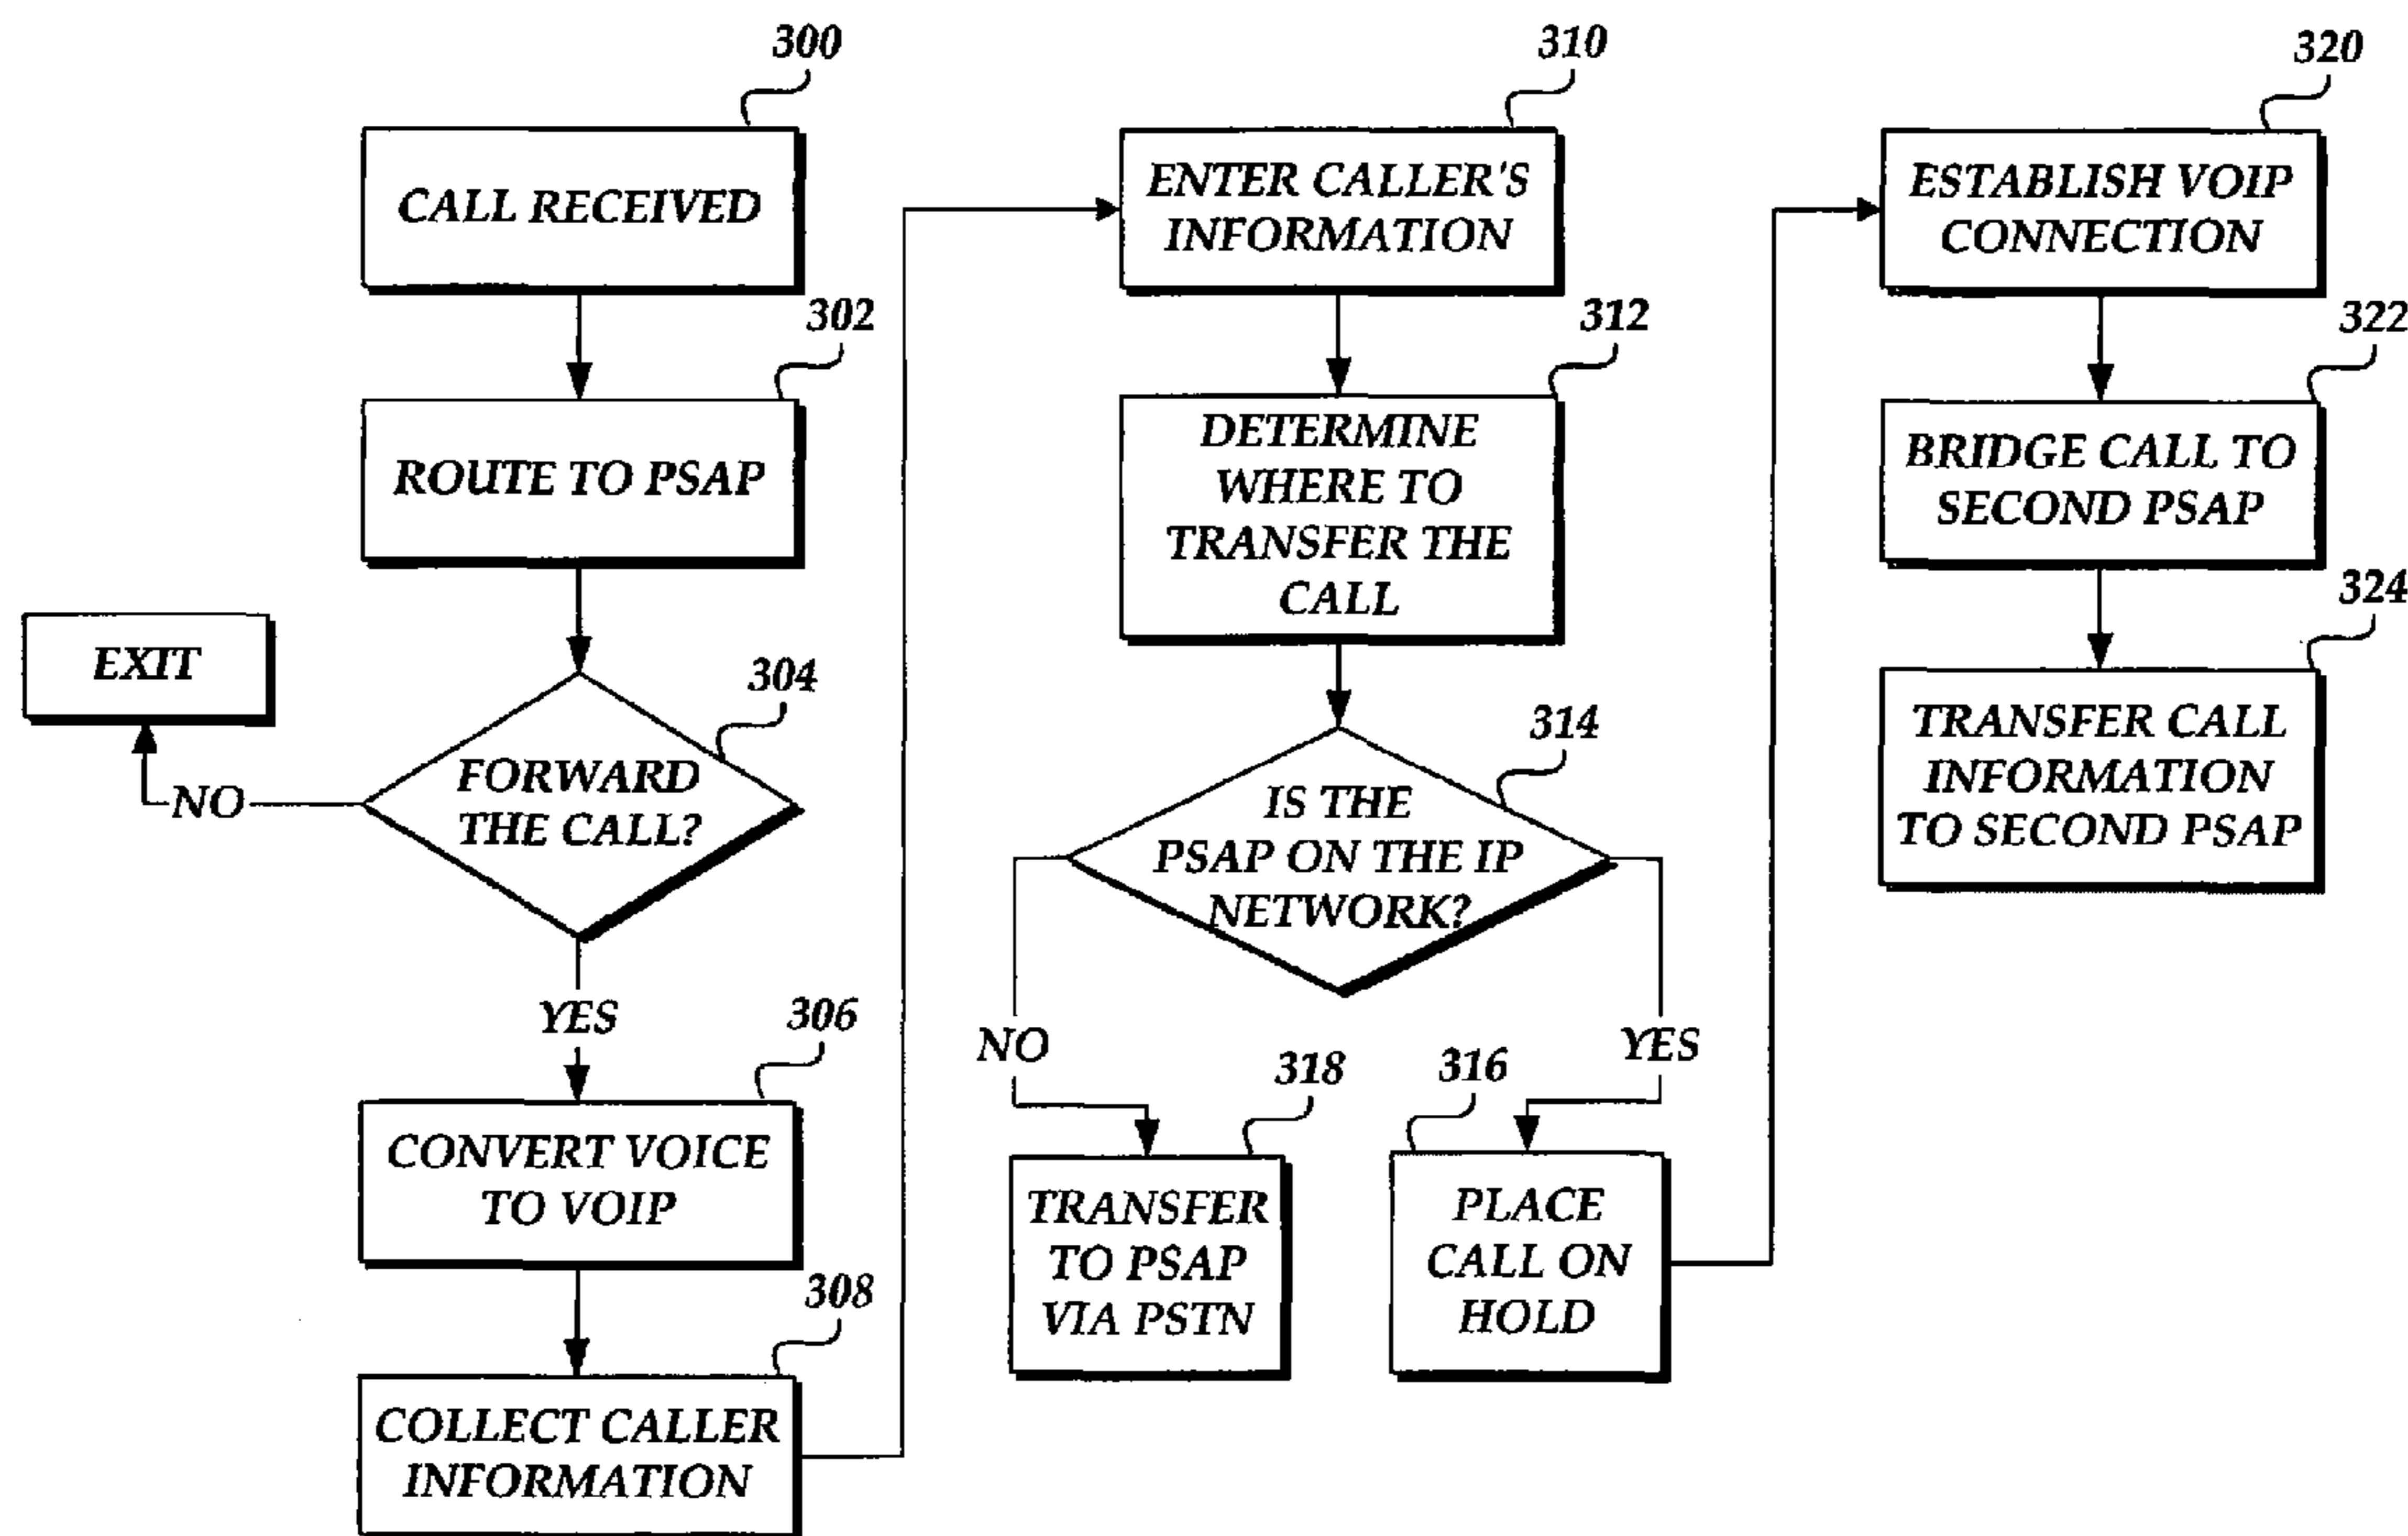 300
CALL RECEIVED
302
ROUTE TO PSAP
EXIT
304
FORWARD
THE CALL?
NO
YES
306
CONVERT VOICE
TO VOIP
308
COLLECT CALLER
INFORMATION
310
ENTER CALLER'S
INFORMATION
312
DETERMINE
WHERE TO
TRANSFER THE
CALL
314
IS THE
PSAP ON THE IP
NETWORK?
NO
YES
318
TRANSFER
TO PSAP
VIA PSTN
316
PLACE
CALL ON
HOLD
320
ESTABLISH VOIP
CONNECTION
322
BRIDGE CALL TO
SECOND PSAP
324
TRANSFER CALL
INFORMATION
TO SECOND PSAP